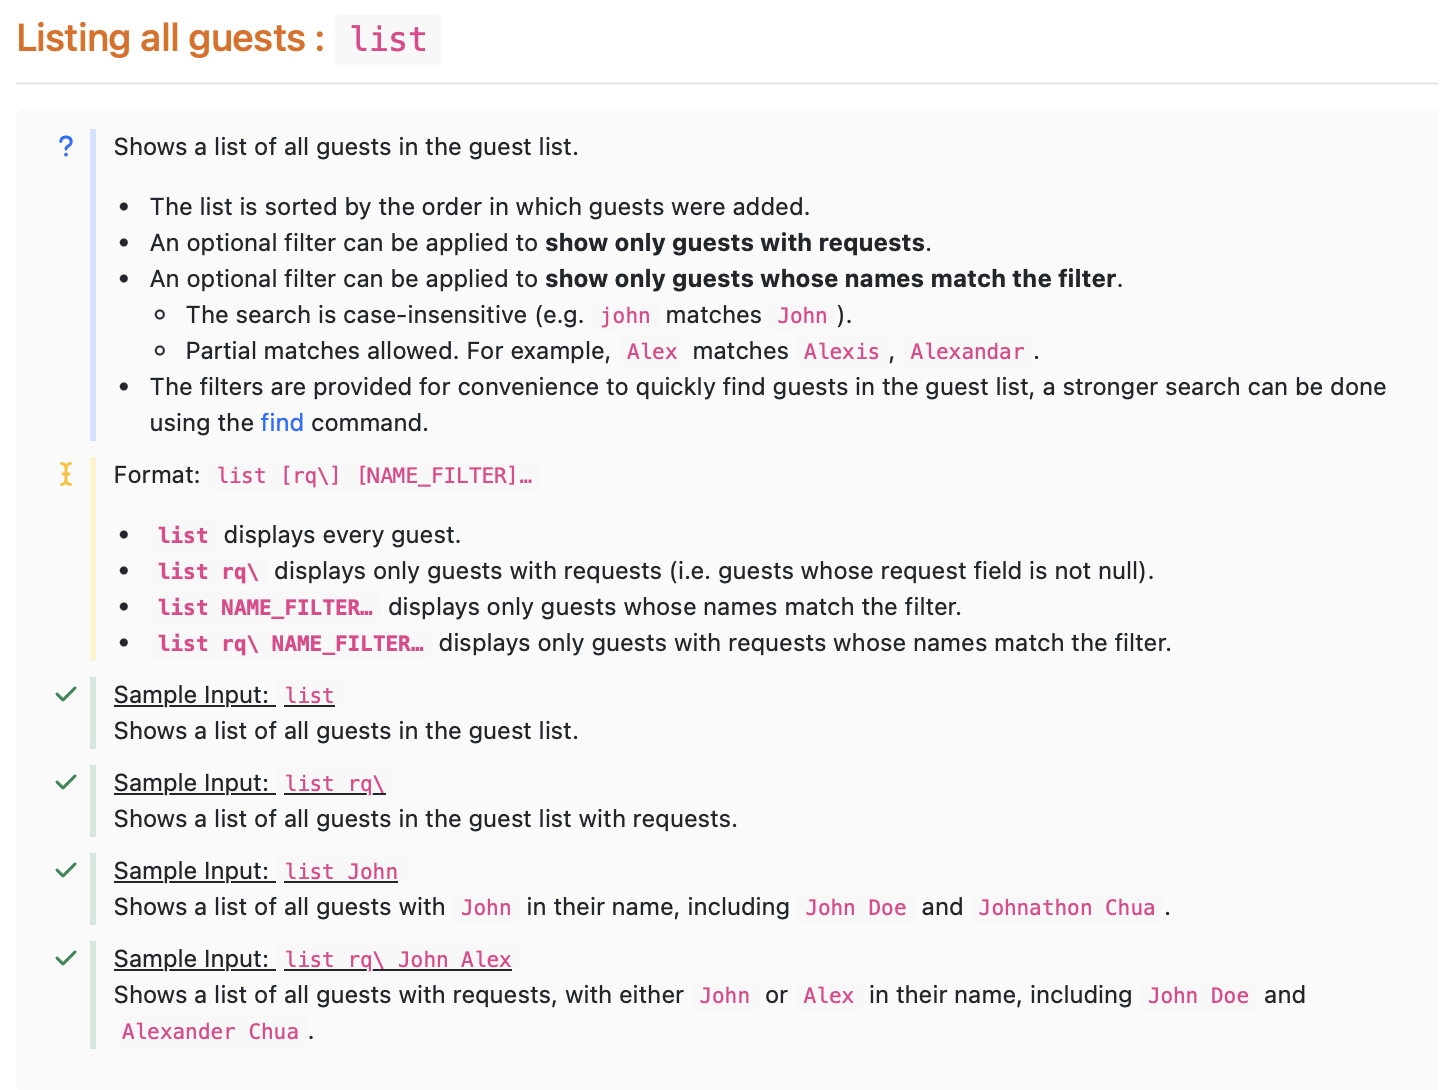 Listing all guests : list
? Shows a list of all guests in the guest list.
• The list is sorted by the order in which guests were added.
• An optional filter can be applied to show only guests with requests.
• An optional filter can be applied to show only guests whose names match the filter.
◦ The search is case-insensitive (e.g. john matches John ).
◦ Partial matches allowed. For example, Alex matches Alexis , Alexandar .
• The filters are provided for convenience to quickly find guests in the guest list, a stronger search can be done
using the find command.
Format: list [rq\] [NAME_FILTER]…
• list displays every guest.
• list rq\ displays only guests with requests (i.e. guests whose request field is not null).
• list NAME_FILTER… displays only guests whose names match the filter.
• list rq\ NAME_FILTER… displays only guests with requests whose names match the filter.
Sample Input: list
Shows a list of all guests in the guest list.
Sample Input: list rq\
Shows a list of all guests in the guest list with requests.
Sample Input: list John
Shows a list of all guests with John in their name, including John Doe and Johnathon Chua .
Sample Input: list rq\ John Alex
Shows a list of all guests with requests, with either John or Alex in their name, including John Doe and
Alexander Chua .